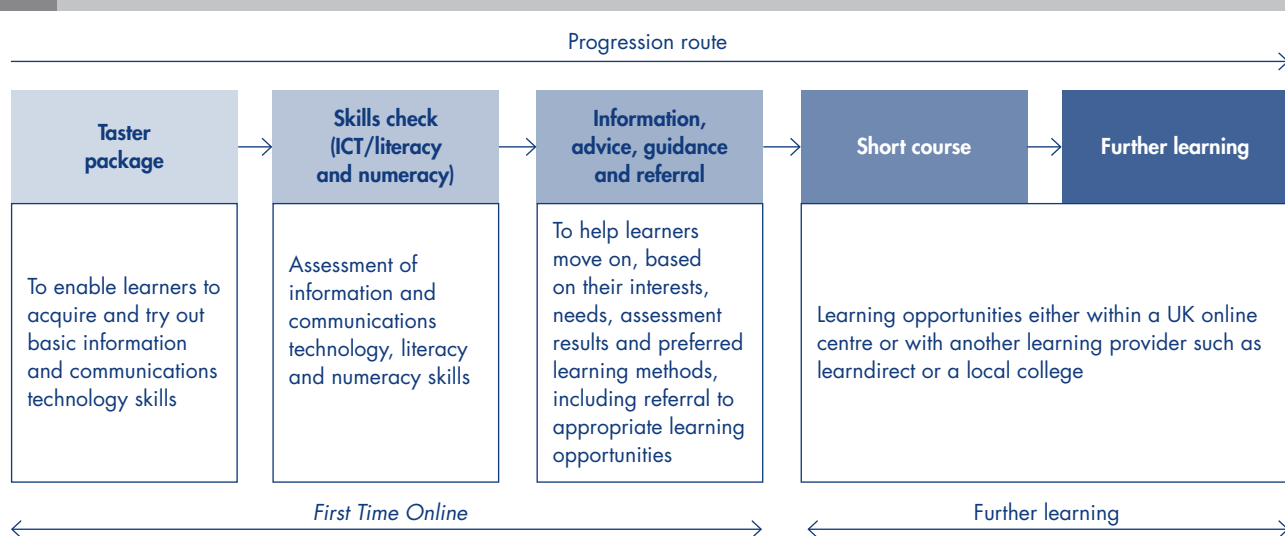 Progression route
Taster
package
Skills check
(ICT/literacy
and numeracy)
Information,
advice, guidance
and referral
Short course
Further learning
To enable learners to
acquire and try out
basic information
and communications
technology skills
Assessment of
information and
communications
technology, literacy
and numeracy skills
To help learners
move on, based
on their interests,
needs, assessment
results and preferred
learning methods,
including referral to
appropriate learning
opportunities
Learning opportunities either within a UK online
centre or with another learning provider such as
learndirect or a local college
First Time Online
Further learning